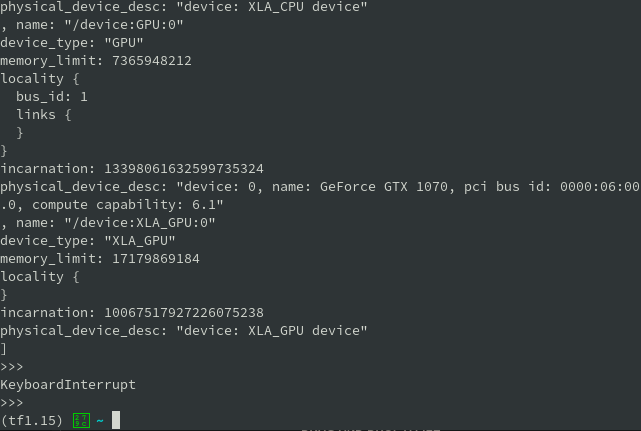 physical_device_desc: "device: XLA_CPU device"
, name: "/device:GPU:0"
device_type: "GPU"
memory_limit: 7365948212
locality {
  bus_id: 1
  links {
  }
}
incarnation: 13398061632599735324
physical_device_desc: "device: 0, name: GeForce GTX 1070, pci bus id: 0000:06:00
.0, compute capability: 6.1"
, name: "/device:XLA_GPU:0"
device_type: "XLA_GPU"
memory_limit: 17179869184
locality {
}
incarnation: 10067517927226075238
physical_device_desc: "device: XLA_GPU device"
]
>>>
KeyboardInterrupt
>>>
(tf1.15) ~